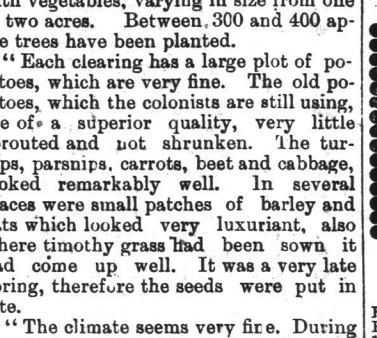 th vegetables, varying in size from one
two acres. Between 300 and 400 ap-
e trees have been planted.
"Each clearing has a large plot of po-
toes, which are very fine. The old po-
toes, which the colonists are still using,
e of a superior quality, very little
routed and not shrunken. The tur-
ps, parsnips, carrots, beet and cabbage,
oked remarkably well. In several
aces were small patches of barley and
ts which looked very luxuriant, also
here timothy grass had been sown it
d come up well. It was a very late
ring, therefore the seeds were put in
te.
"The climate seems very fine. During